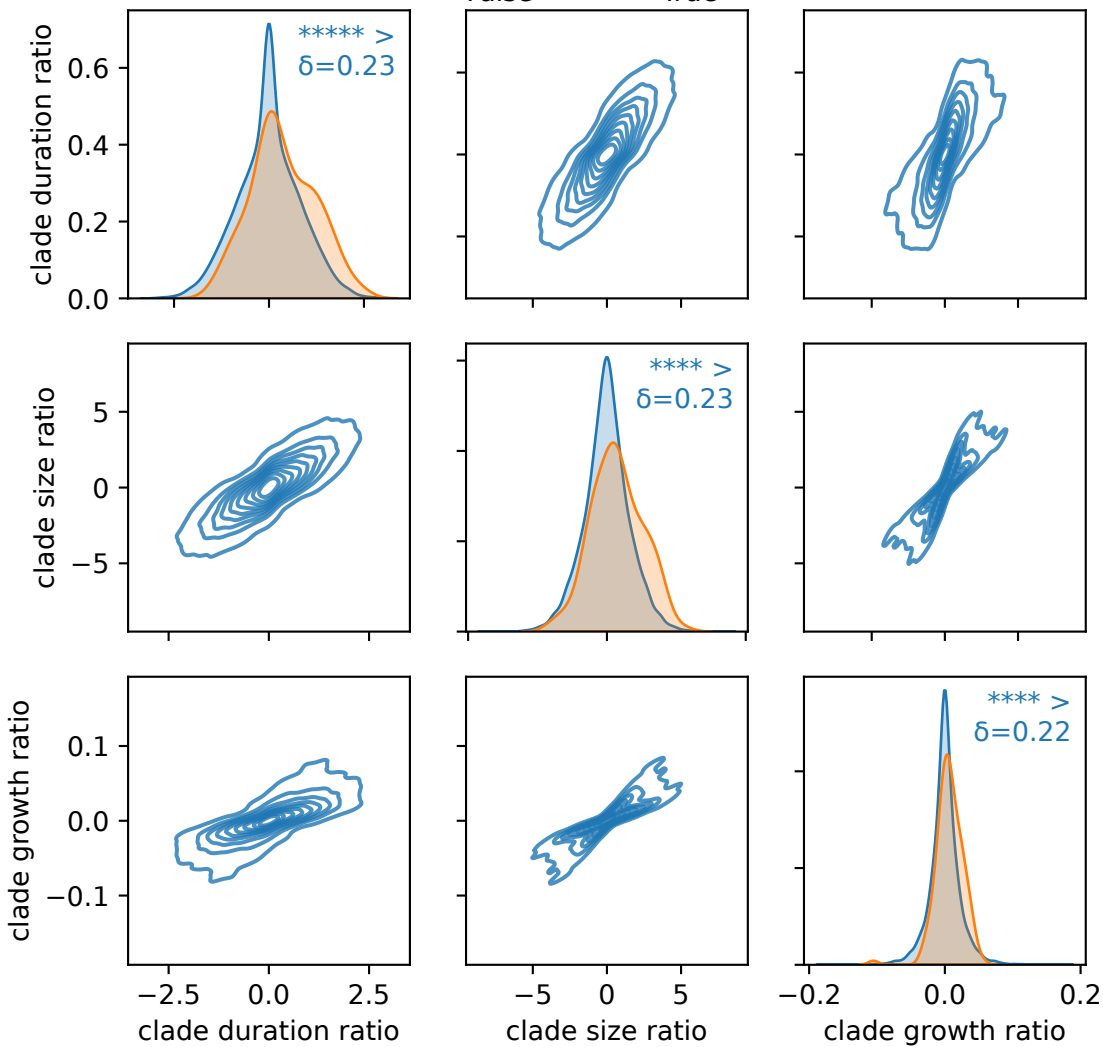 clade duration ratio
0.6
0.4
0.2
0.0
***** >
δ=0.23
clade size ratio
5
0
−5
**** >
δ=0.23
clade growth ratio
0.1
0.0
−0.1
**** >
δ=0.22
−2.5 0.0 2.5
−5 0 5
−0.2 0.0 0.2
clade duration ratio
clade size ratio
clade growth ratio